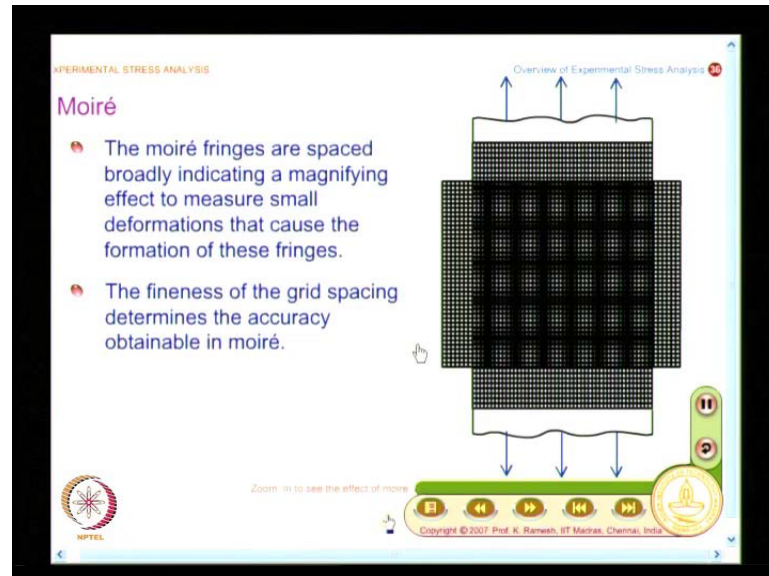 XPERIMENTAL STRESS ANALYSIS
Overview of Experimental Stress Analysis 36
Moiré
The moiré fringes are spaced
broadly indicating a magnifying
effect to measure small
deformations that cause the
formation of these fringes.
The fineness of the grid spacing
determines the accuracy
obtainable in moiré.
Zoom in to see the effect of moire
Copyright © 2007 Prof. K. Ramesh, IIT Madras, Chennai, India
NPTEL